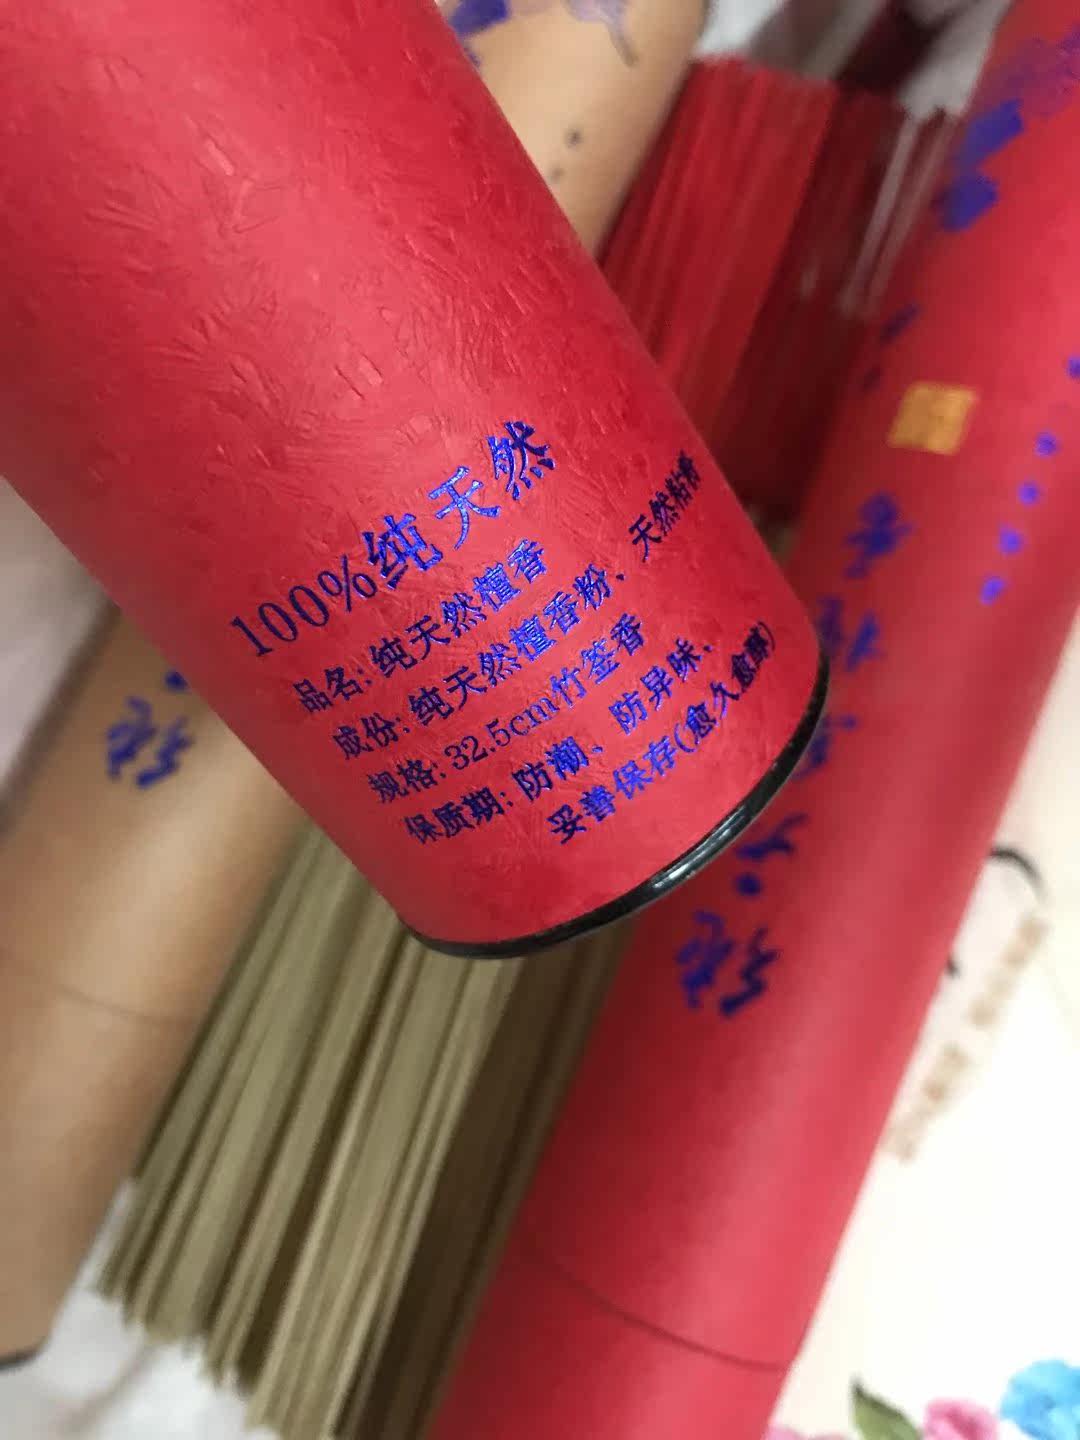 100%纯天然
品名:纯天然檀香
成份:纯天然檀香粉、天然粘粉
规格:32.5cm竹签香
保质期:防潮、防异味，
妥善保存(愈久愈醇)